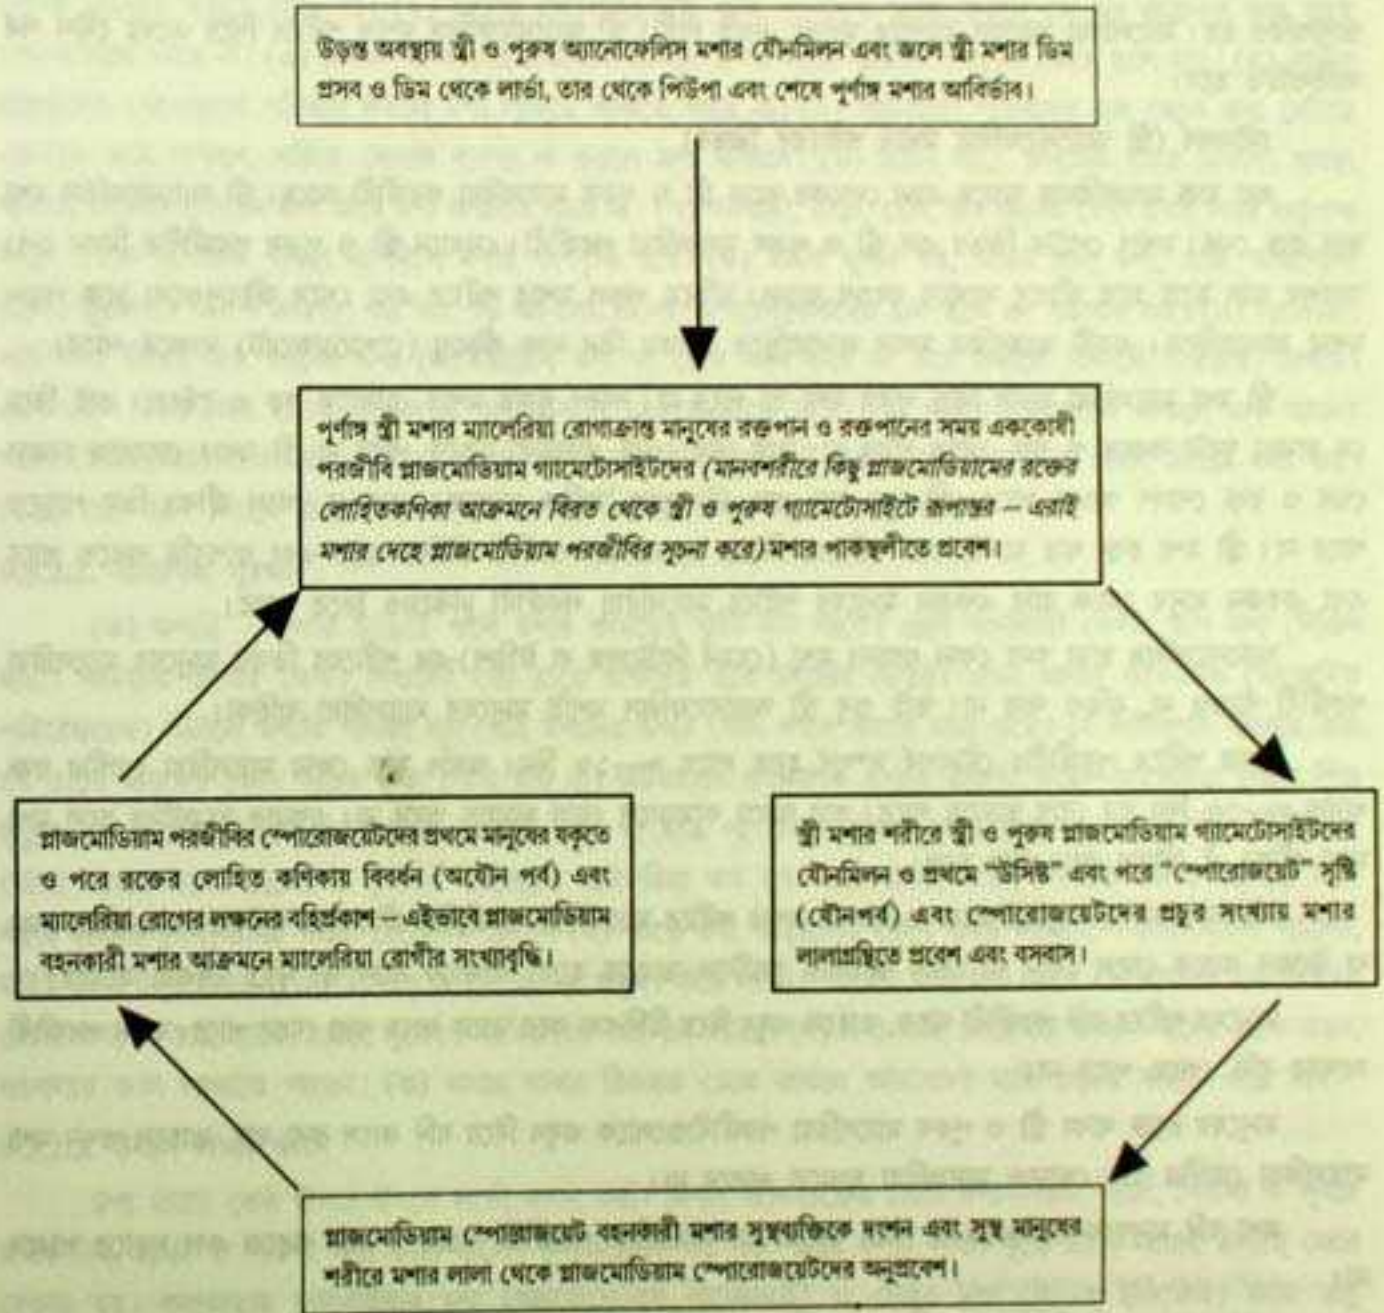 উড়ন্ত অবস্থায় স্ত্রী ও পুরুষ অ্যানোফেলিস মশার যৌনমিলন এবং জলে স্ত্রী মশার ডিম
প্রসব ও ডিম থেকে লার্ভা, তার থেকে পিউপা এবং শেষে পূর্ণাঙ্গ মশার আবির্ভাব।
পূর্ণাঙ্গ স্ত্রী মশার ম্যালেরিয়া রোগাক্রান্ত মানুষের রক্তপান ও রক্তপানের সময় এককোষী
পরজীবি প্লাজমোডিয়াম গ্যামেটোসাইটদের (মানবশরীরে কিছু প্লাজমোডিয়ামের রক্তের
লোহিতকণিকা আক্রমনে বিরত থেকে স্ত্রী ও পুরুষ গ্যামেটোসাইটে রূপান্তর – এরাই
মশার দেহে প্লাজমোডিয়াম পরজীবির সূচনা করে) মশার পাকস্থলীতে প্রবেশ।
প্লাজমোডিয়াম পরজীবির স্পোরোজয়েটদের প্রথমে মানুষের যকৃতে
ও পরে রক্তের লোহিত কণিকায় বিবর্ধন (অযৌন পর্ব) এবং
ম্যালেরিয়া রোগের লক্ষনের বহির্প্রকাশ – এইভাবে প্লাজমোডিয়াম
বহনকারী মশার আক্রমনে ম্যালেরিয়া রোগীর সংখ্যাবৃদ্ধি।
স্ত্রী মশার শরীরে স্ত্রী ও পুরুষ প্লাজমোডিয়াম গ্যামেটোসাইটদের
যৌনমিলন ও প্রথমে “উসিষ্ট” এবং পরে “স্পোরোজয়েট” সৃষ্টি
(যৌনপর্ব) এবং স্পোরোজয়েটদের প্রচুর সংখ্যায় মশার
লালাগ্রন্থিতে প্রবেশ এবং বসবাস।
প্লাজমোডিয়াম স্পোরোজয়েট বহনকারী মশার সুস্থব্যক্তিকে দংশন এবং সুস্থ মানুষের
শরীরে মশার লালা থেকে প্লাজমোডিয়াম স্পোরোজয়েটদের অনুপ্রবেশ।